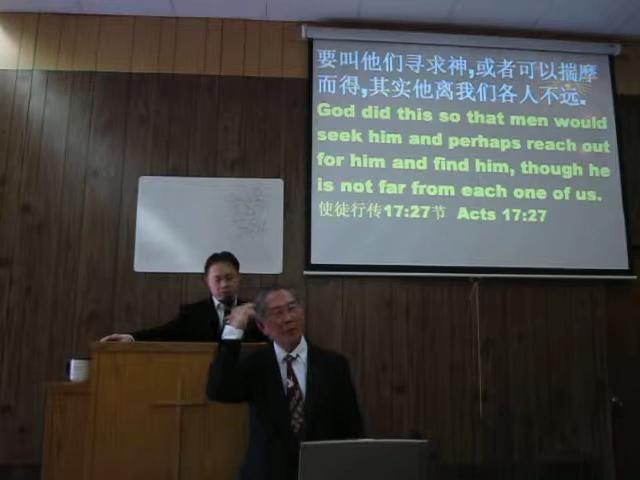 要叫他们寻求神,或者可以揣摩
而得,其实他离我们各人不远.
God did this so that men would
seek him and perhaps reach out
for him and find him, though he
is not far from each one of us.
使徒行传17:27节 Acts 17:27